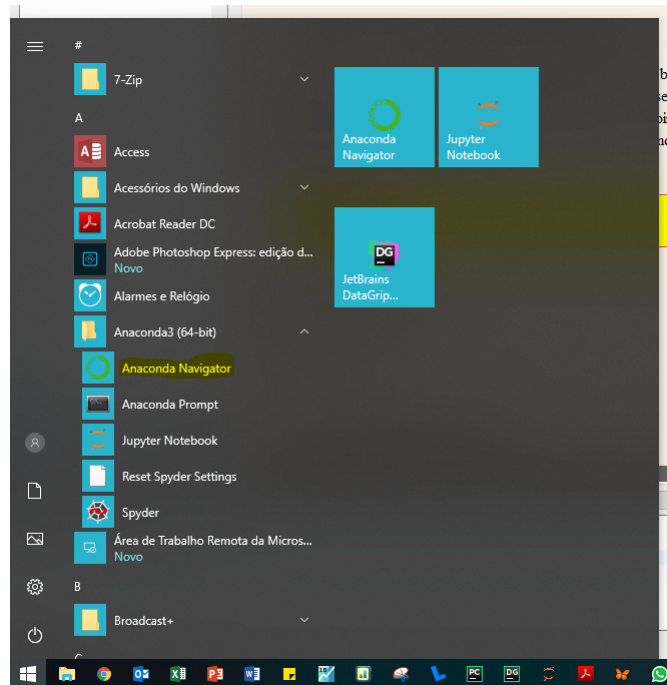 #
7-Zip
A
Access
Acessórios do Windows
Acrobat Reader DC
Adobe Photoshop Express: edição d...
Novo
Alarmes e Relógio
Anaconda3 (64-bit)
Anaconda Navigator
Anaconda Prompt
Jupyter Notebook
Reset Spyder Settings
Spyder
Área de Trabalho Remota da Micros...
Novo
B
Broadcast+
Anaconda
Navigator
Jupyter
Notebook
DG
JetBrains
DataGrip...
PC
DG